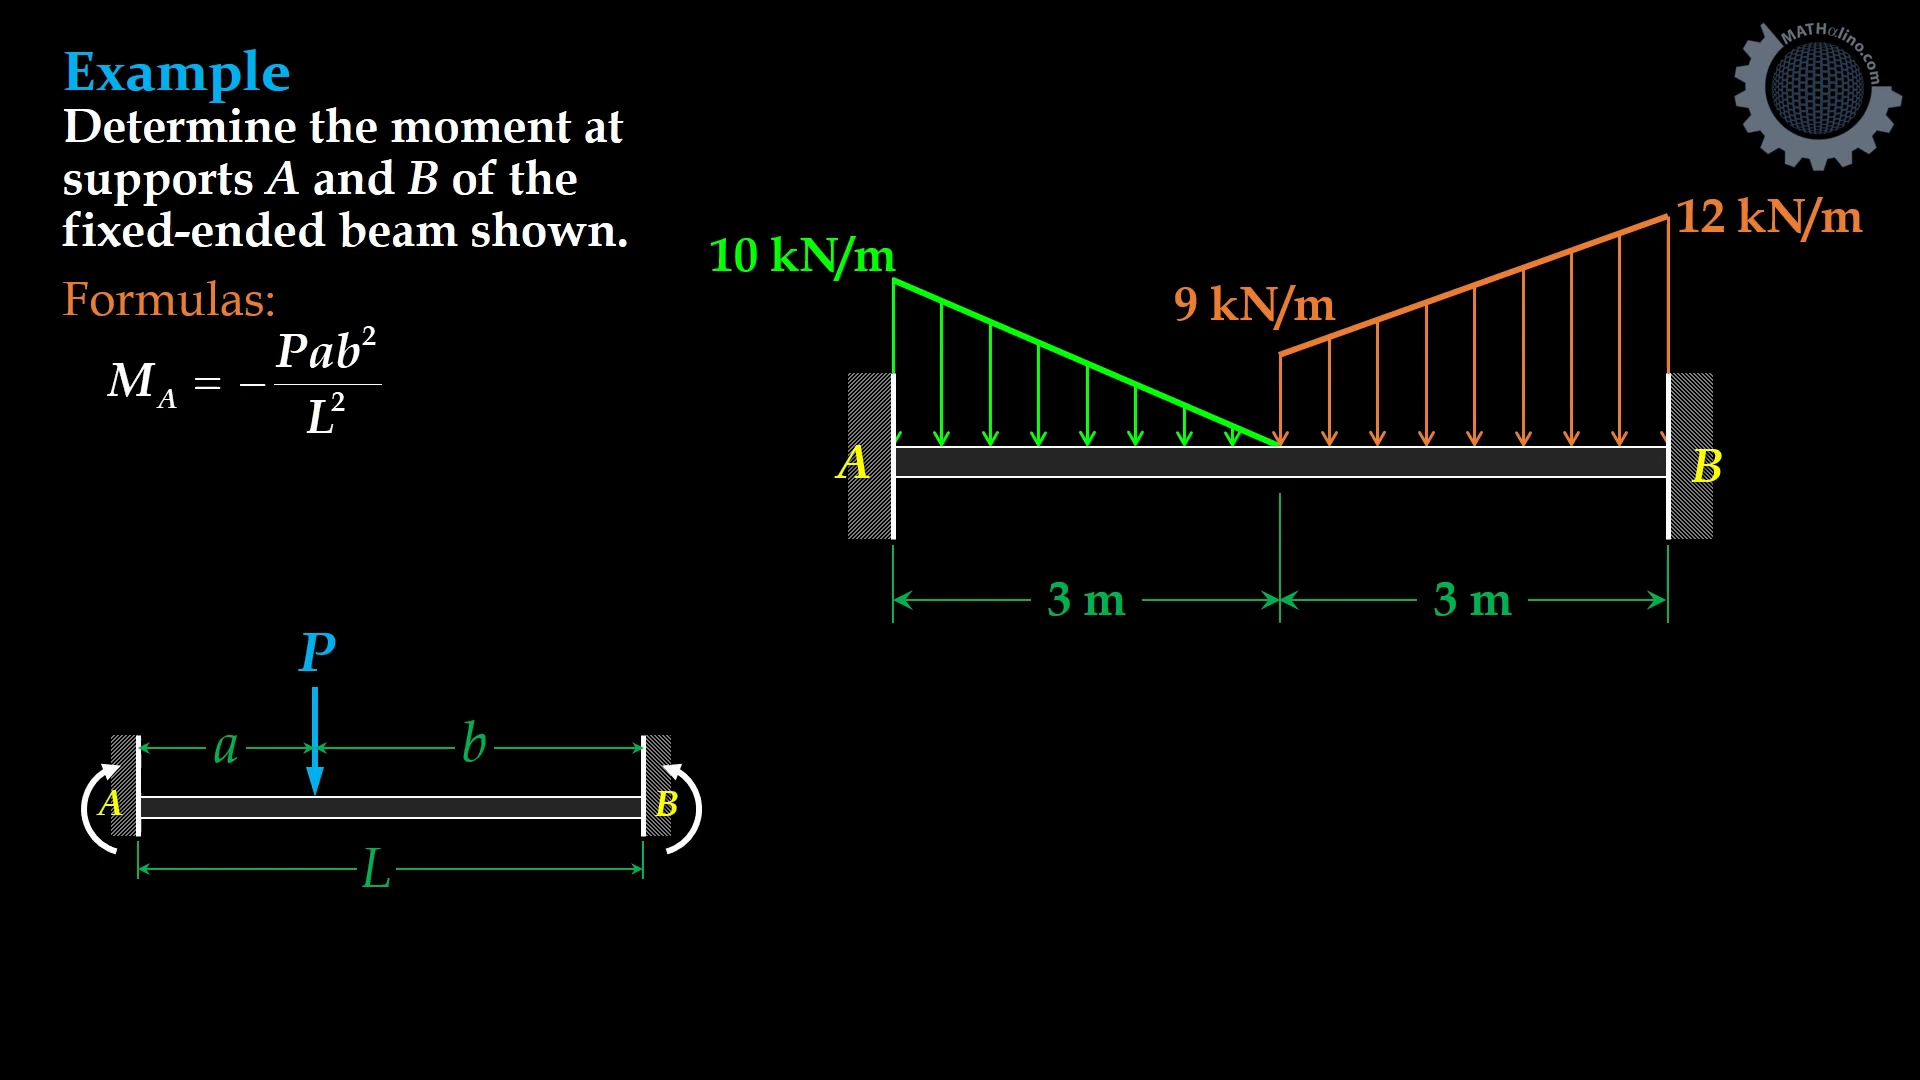 Example
Determine the moment at
supports A and B of the
fixed-ended beam shown.
Formulas:
M_A = −Pab²/L²
MATHαlino.com
10 kN/m
9 kN/m
12 kN/m
A
B
3 m
3 m
P
a
b
A
B
L